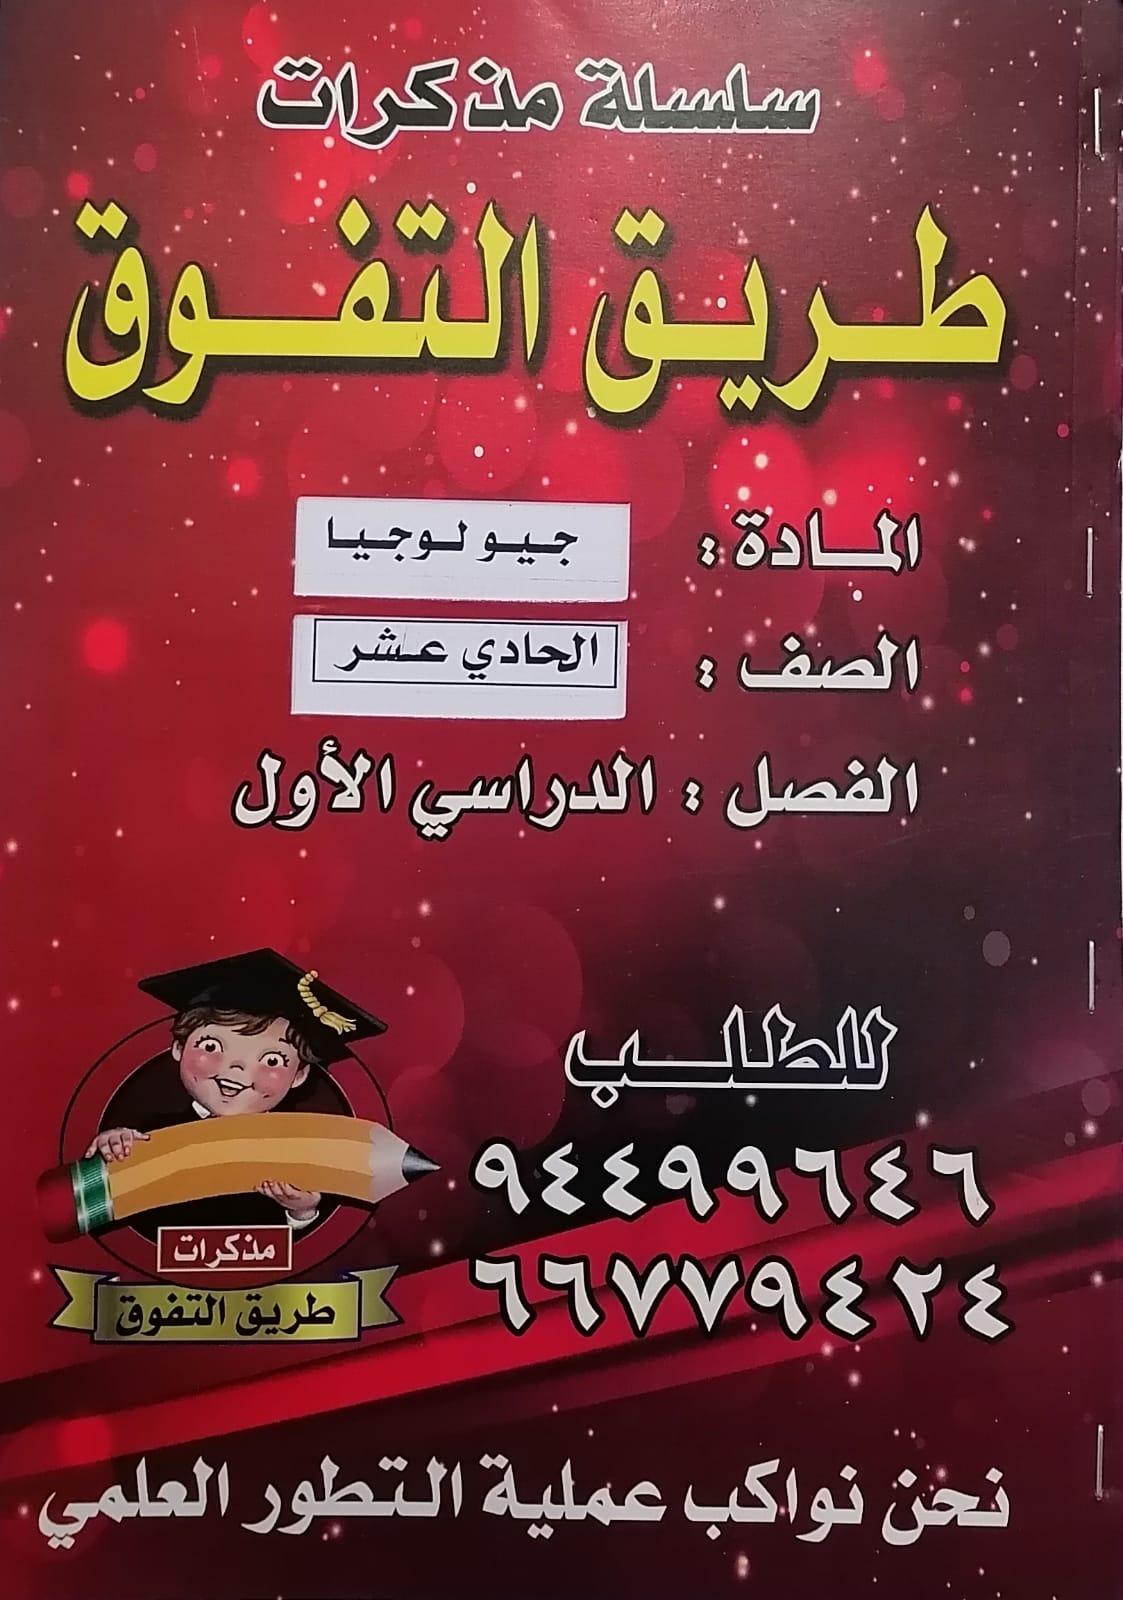 سلسلة مذكرات
طريق التفوق
المادة : جيولوجيا
الصف : الحادي عشر
الفصل : الدراسي الأول
للطلب
٩٤٤٩٩٦٤٦
٦٦٧٧٩٤٢٤
مذكرات
طريق التفوق
نحن نواكب عملية التطور العلمي